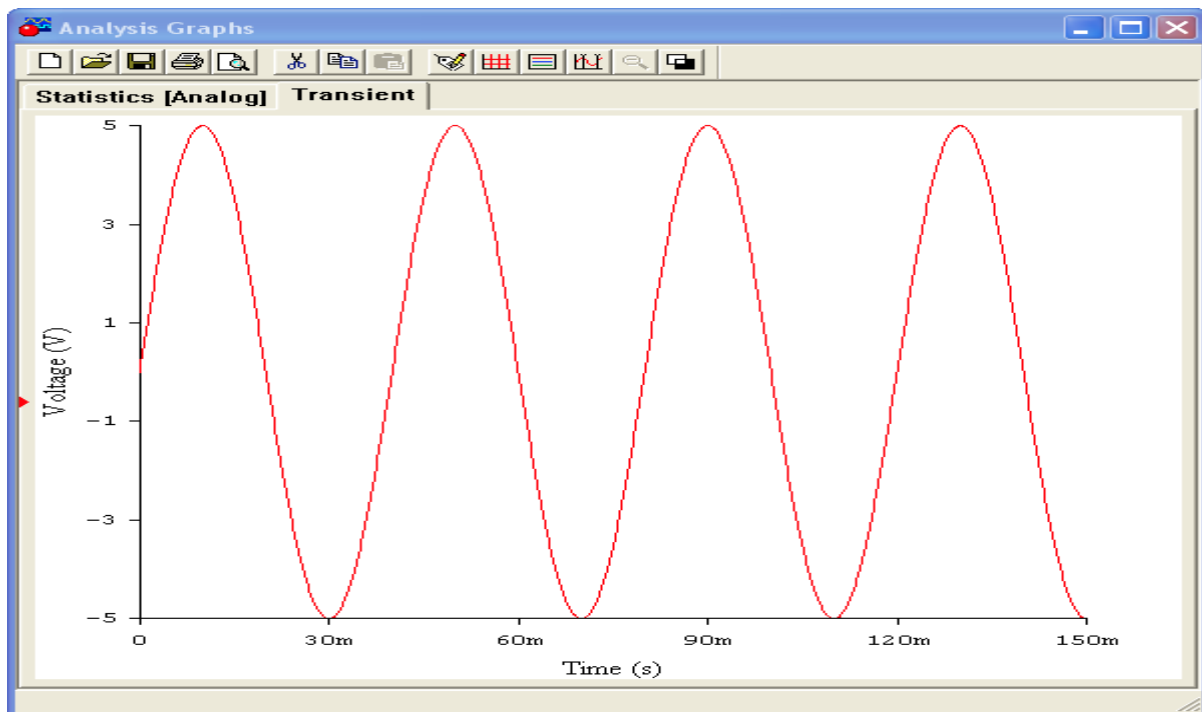 Analysis Graphs
Statistics [Analog] Transient
5
3
1
-1
-3
-5
Voltage (V)
0 30m 60m 90m 120m 150m
Time (s)